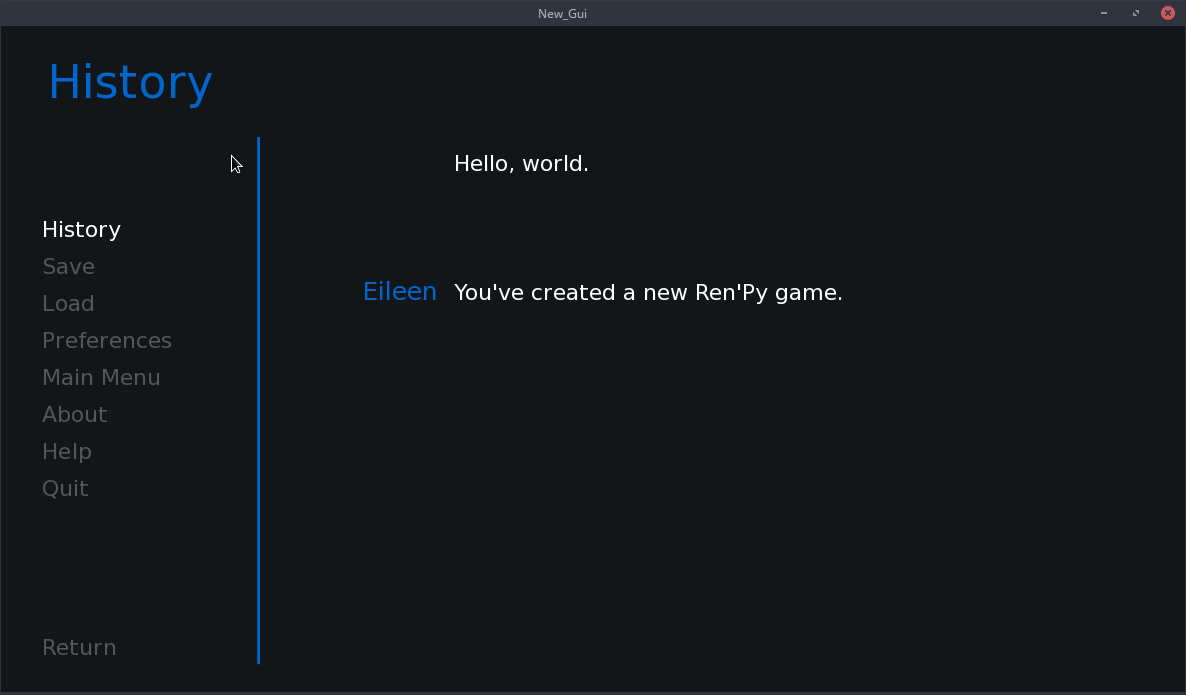 New_Gui
History
Hello, world.
History
Save
Load
Eileen You've created a new Ren'Py game.
Preferences
Main Menu
About
Help
Quit
Return